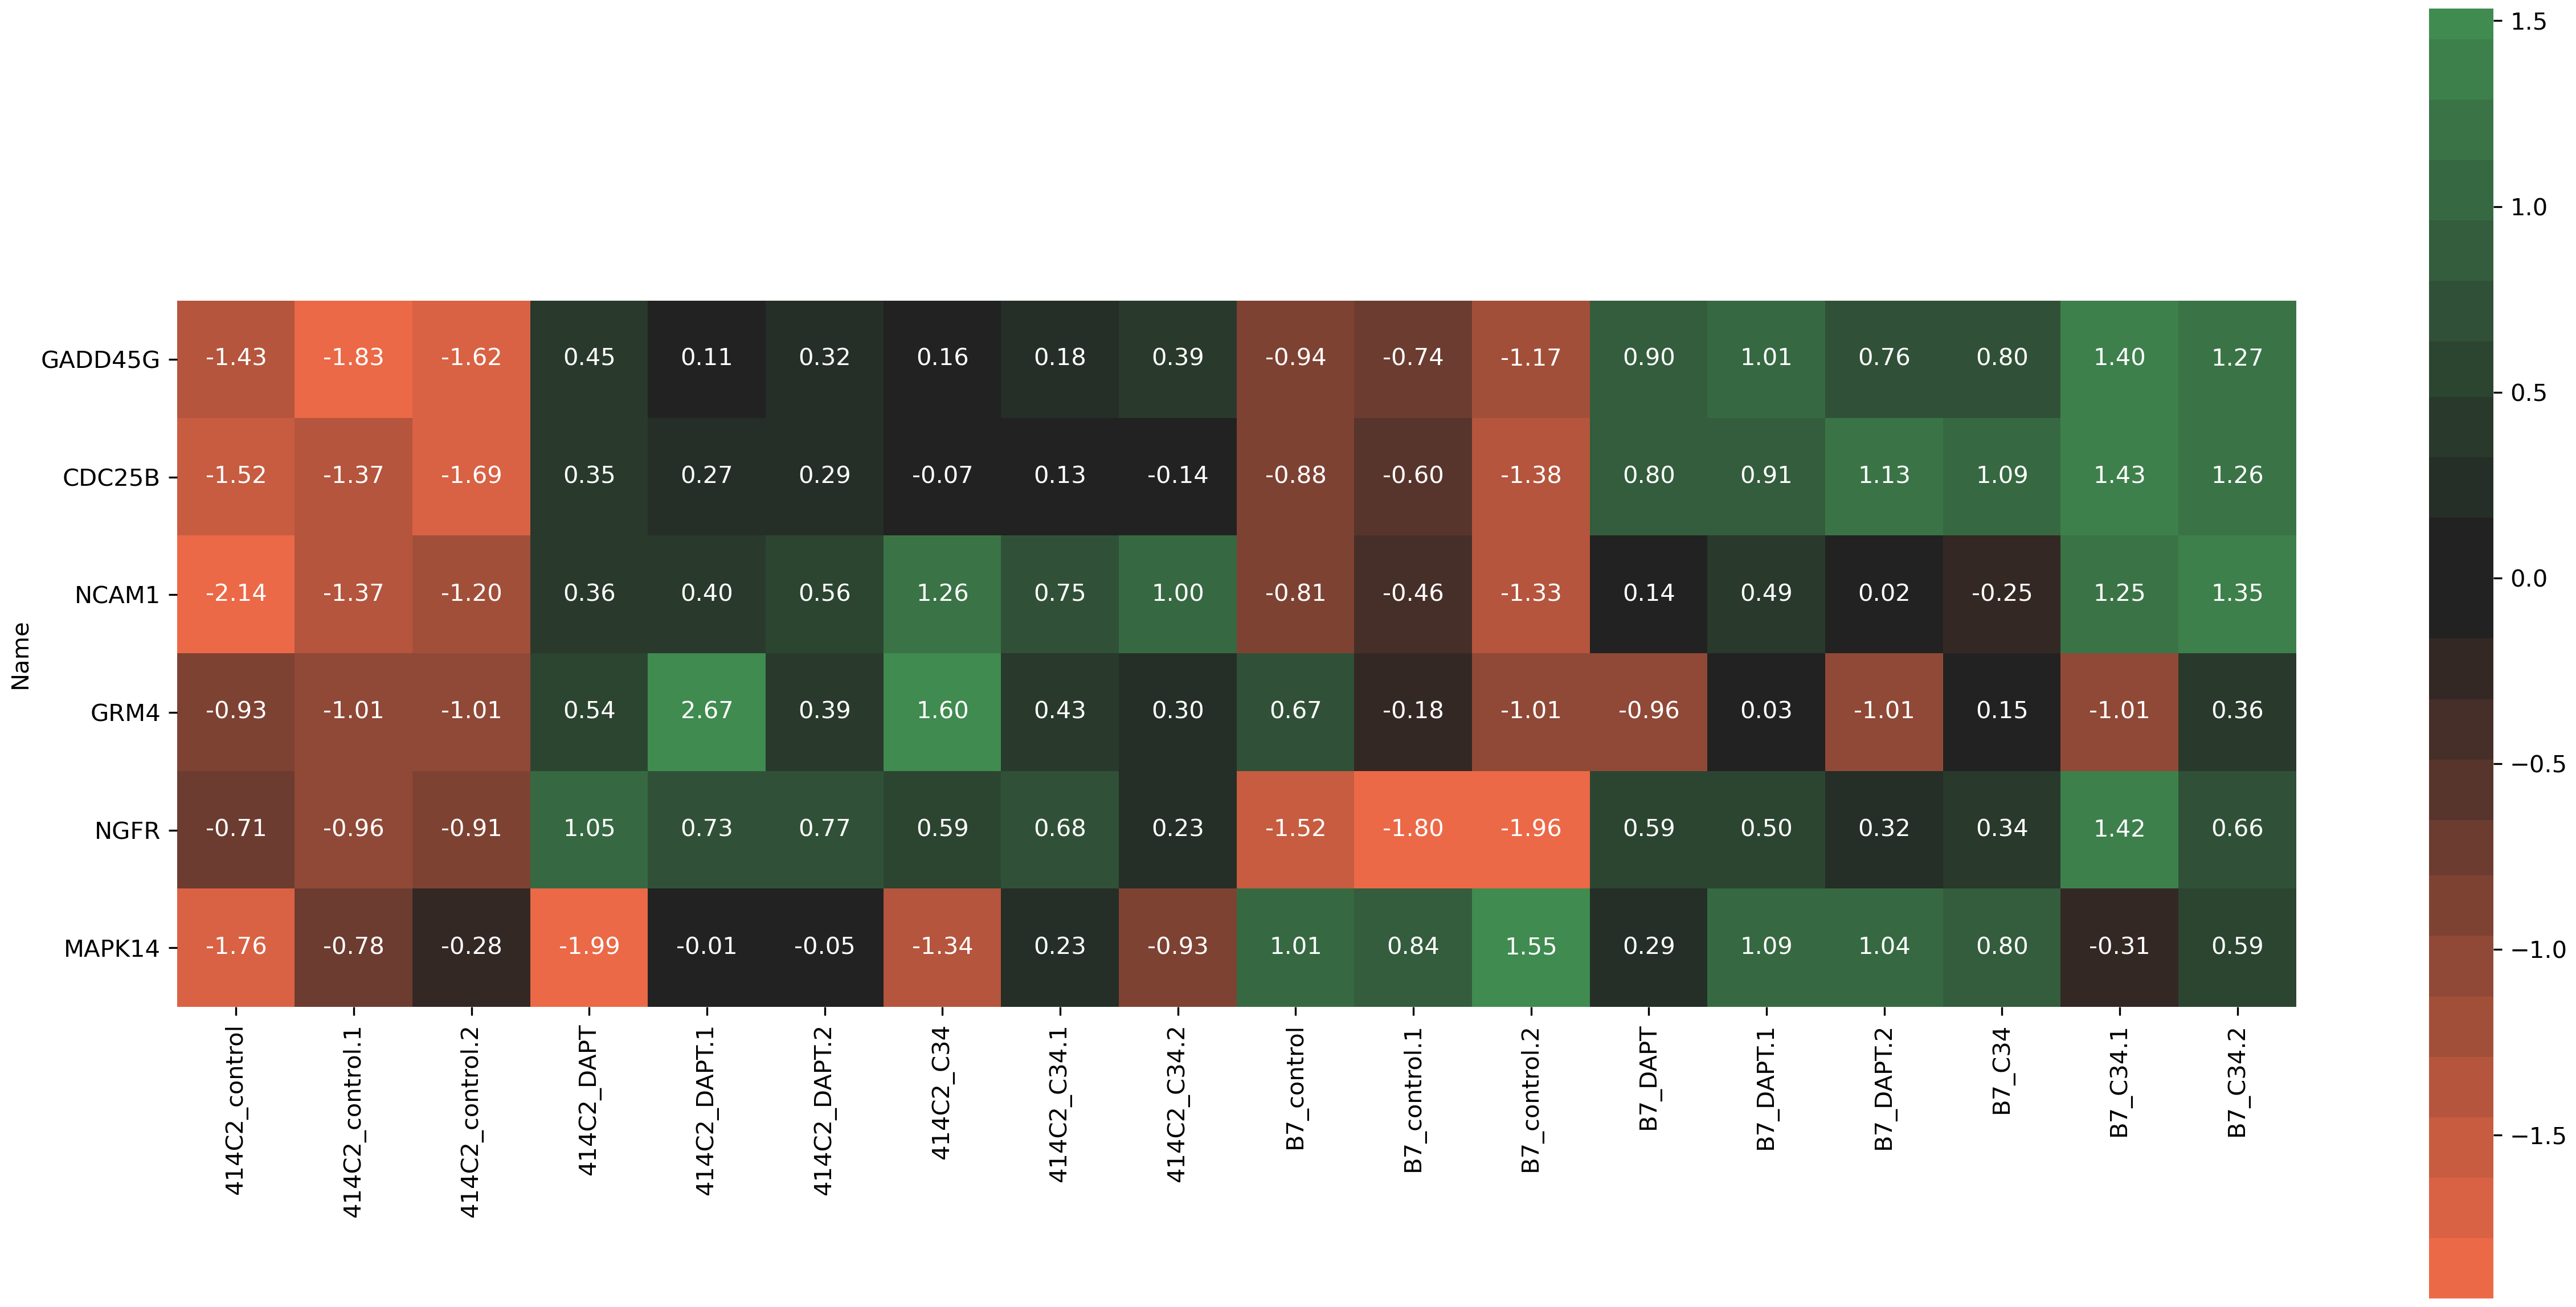 GADD45G -1.43 -1.83 -1.62 0.45 0.11 0.32 0.16 0.18 0.39 -0.94 -0.74 -1.17 0.90 1.01 0.76 0.80 1.40 1.27
CDC25B -1.52 -1.37 -1.69 0.35 0.27 0.29 -0.07 0.13 -0.14 -0.88 -0.60 -1.38 0.80 0.91 1.13 1.09 1.43 1.26
NCAM1 -2.14 -1.37 -1.20 0.36 0.40 0.56 1.26 0.75 1.00 -0.81 -0.46 -1.33 0.14 0.49 0.02 -0.25 1.25 1.35
GRM4 -0.93 -1.01 -1.01 0.54 2.67 0.39 1.60 0.43 0.30 0.67 -0.18 -1.01 -0.96 0.03 -1.01 0.15 -1.01 0.36
NGFR -0.71 -0.96 -0.91 1.05 0.73 0.77 0.59 0.68 0.23 -1.52 -1.80 -1.96 0.59 0.50 0.32 0.34 1.42 0.66
MAPK14 -1.76 -0.78 -0.28 -1.99 -0.01 -0.05 -1.34 0.23 -0.93 1.01 0.84 1.55 0.29 1.09 1.04 0.80 -0.31 0.59
Name
414C2_control
414C2_control.1
414C2_control.2
414C2_DAPT
414C2_DAPT.1
414C2_DAPT.2
414C2_C34
414C2_C34.1
414C2_C34.2
B7_control
B7_control.1
B7_control.2
B7_DAPT
B7_DAPT.1
B7_DAPT.2
B7_C34
B7_C34.1
B7_C34.2
1.5
1.0
0.5
0.0
−0.5
−1.0
−1.5